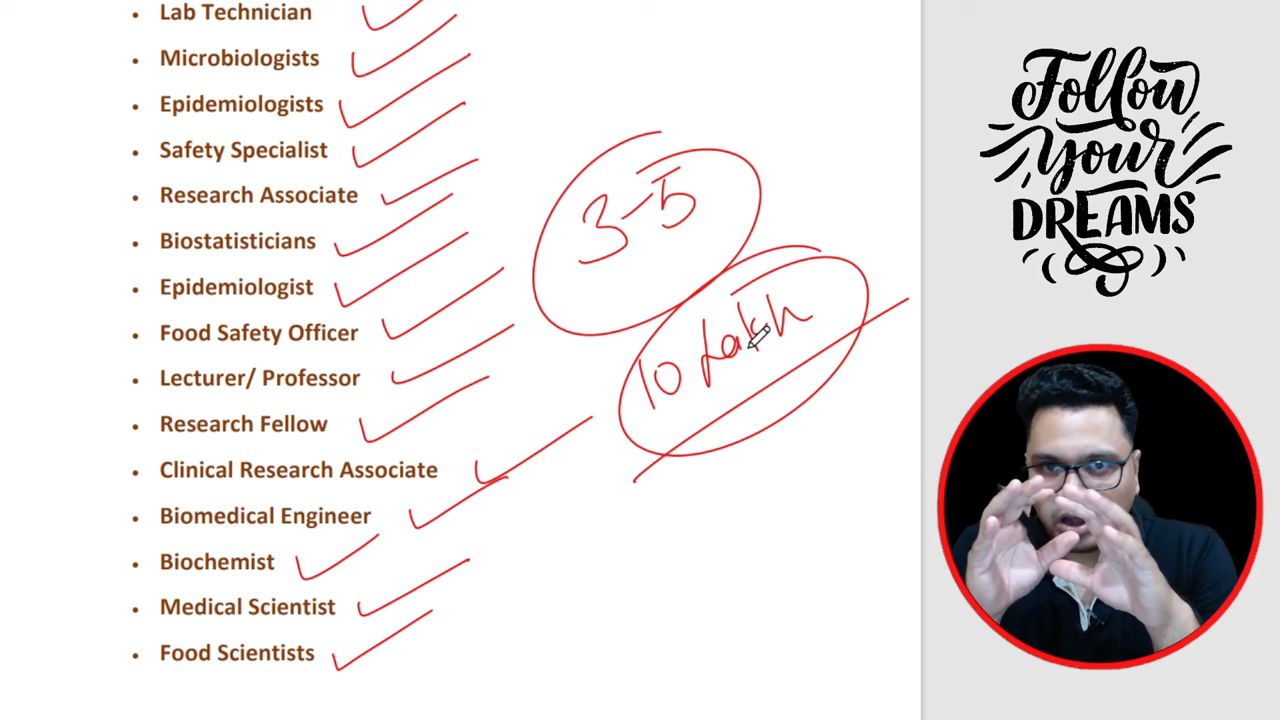 Lab Technician
Microbiologists
Epidemiologists
Safety Specialist
Research Associate
Biostatisticians
Epidemiologist
Food Safety Officer
Lecturer/ Professor
Research Fellow
Clinical Research Associate
Biomedical Engineer
Biochemist
Medical Scientist
Food Scientists
3-5
10 Lakh
Follow
Your
DREAMS